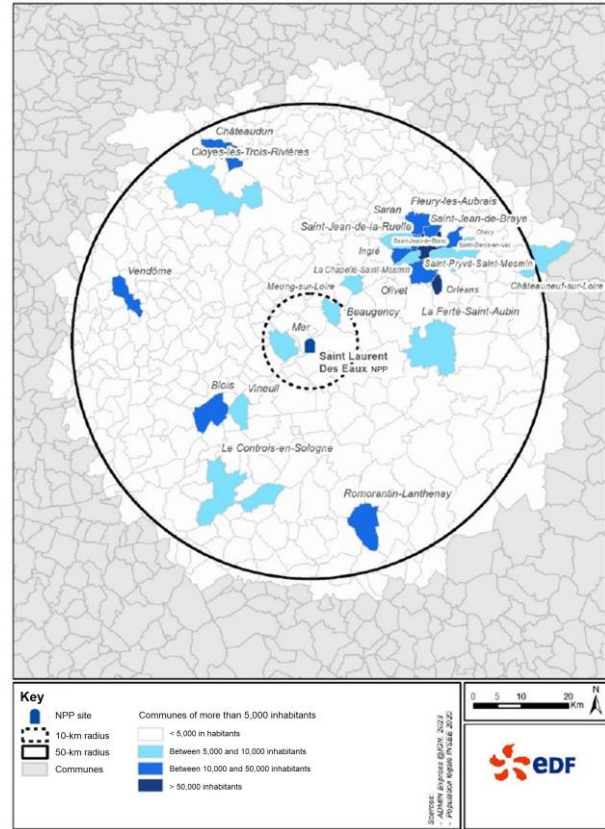 Châteaudun
Cloyes-les-Trois-Rivières
Fleury-les-Aubrais
Saran
Saint-Jean-de-Braye
Saint-Jean-de-la-Ruelle
Chécy
Saint-Jean-le-Blanc
Saint-Denis-en-Val
Ingré
Saint-Pryvé-Saint-Mesmin
La Chapelle-Saint-Mesmin
Vendôme
Meung-sur-Loire
Olivet
Orléans
Châteauneuf-sur-Loire
Beaugency
La Ferté-Saint-Aubin
Mer
Saint Laurent
Des Eaux NPP
Blois
Vineuil
Le Controis-en-Sologne
Romorantin-Lanthenay
Key
NPP site
10-km radius
50-km radius
Communes
Communes of more than 5,000 inhabitants
< 5,000 in habitants
Between 5,000 and 10,000 inhabitants
Between 10,000 and 50,000 inhabitants
> 50,000 inhabitants
Sources:
- ADMIN Express ©IGN, 2023
- Population légale INSEE 2020
0 5 10 20
Km
N
eDF